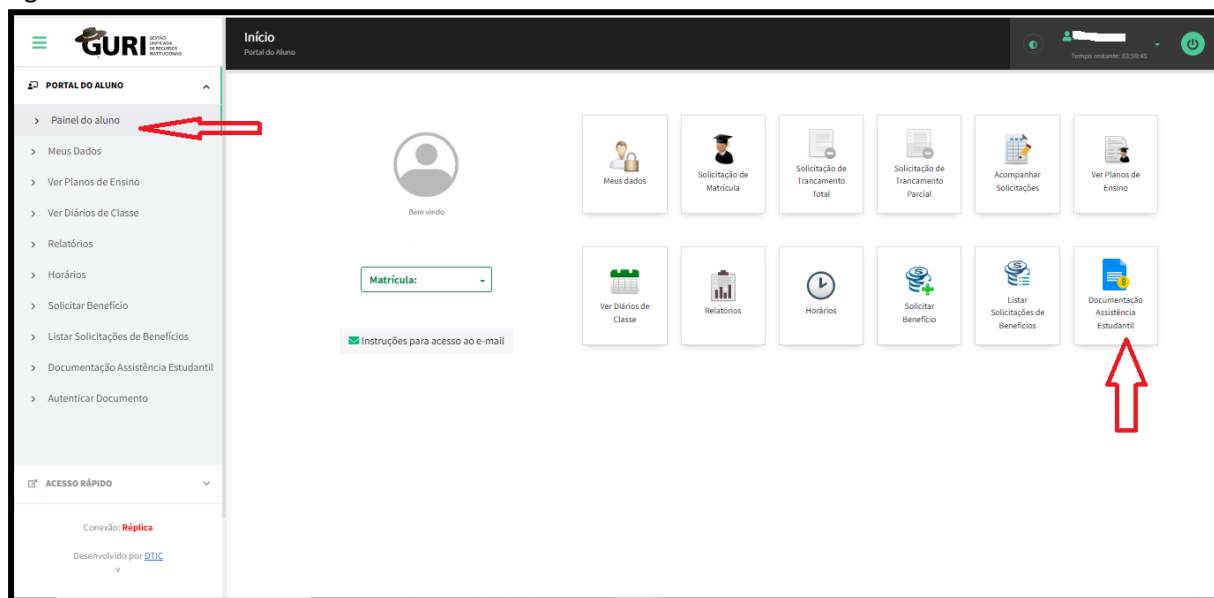 GURI
GESTÃO
UNIFICADA
DE RECURSOS
INSTITUCIONAIS
Início
Portal do Aluno
Tempo restante: 03:59:45
PORTAL DO ALUNO
Painel do aluno
Meus Dados
Ver Planos de Ensino
Ver Diários de Classe
Relatórios
Horários
Solicitar Benefício
Listar Solicitações de Benefícios
Documentação Assistência Estudantil
Autenticar Documento
ACESSO RÁPIDO
Conexão: Réplica
Desenvolvido por DTIC
v
Bem vindo
Matrícula:
Instruções para acesso ao e-mail
Meus dados
Solicitação de
Matrícula
Solicitação de
Trancamento
Total
Solicitação de
Trancamento
Parcial
Acompanhar
Solicitações
Ver Planos de
Ensino
Ver Diários de
Classe
Relatórios
Horários
Solicitar
Benefício
Listar
Solicitações de
Benefícios
Documentação
Assistência
Estudantil